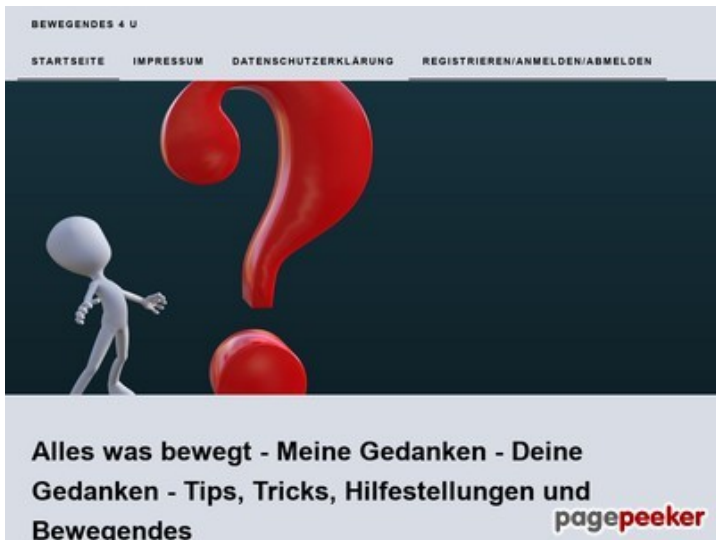 BEWEGENDES 4 U
STARTSEITE IMPRESSUM DATENSCHUTZERKLÄRUNG REGISTRIEREN/ANMELDEN/ABMELDEN
Alles was bewegt - Meine Gedanken - Deine
Gedanken - Tips, Tricks, Hilfestellungen und
Bewegendes
pagepeeker